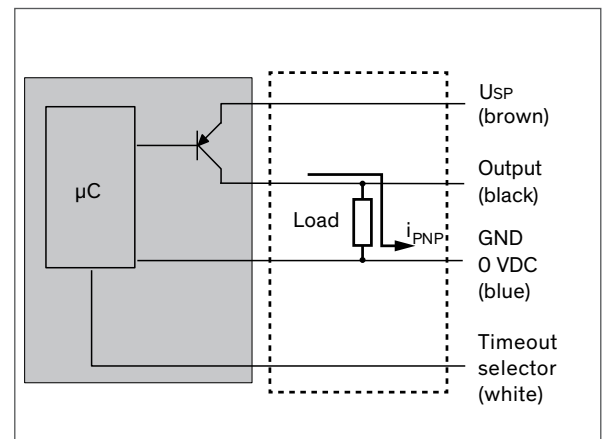 µC
Load
iPNP
USP
(brown)
Output
(black)
GND
0 VDC
(blue)
Timeout
selector
(white)